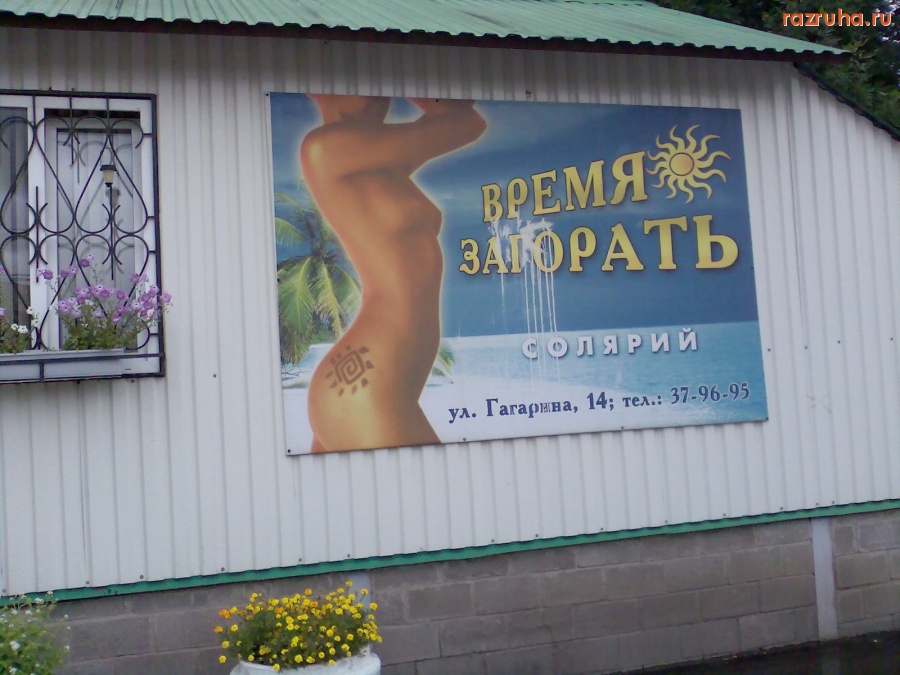 razruha.ru
ВРЕМЯ
ЗАГОРАТЬ
СОЛЯРИЙ
ул. Гагарина, 14; тел.: 37-96-95